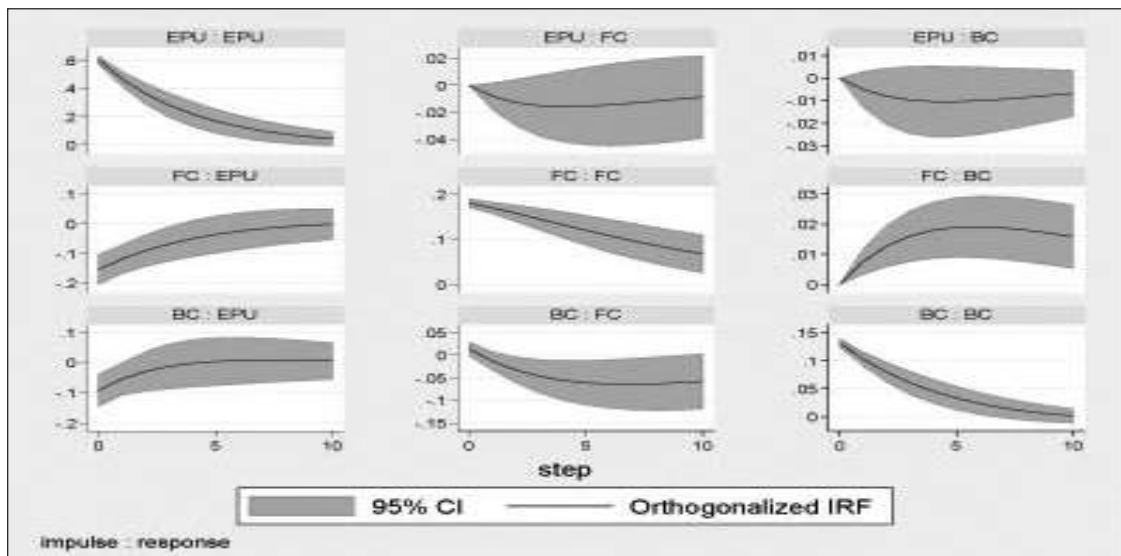 EPU : EPU
.6
.4
.2
0
EPU : FC
.02
0
-.02
-.04
EPU : BC
.01
0
-.01
-.02
-.03
FC : EPU
.1
0
-.1
-.2
FC : FC
.2
.1
0
FC : BC
.03
.02
.01
0
BC : EPU
.1
0
-.1
-.2
0 5 10
BC : FC
.05
0
-.05
-.1
-.15
0 5 10
BC : BC
.15
.1
.05
0
0 5 10
step
95% CI Orthogonalized IRF
impulse : response